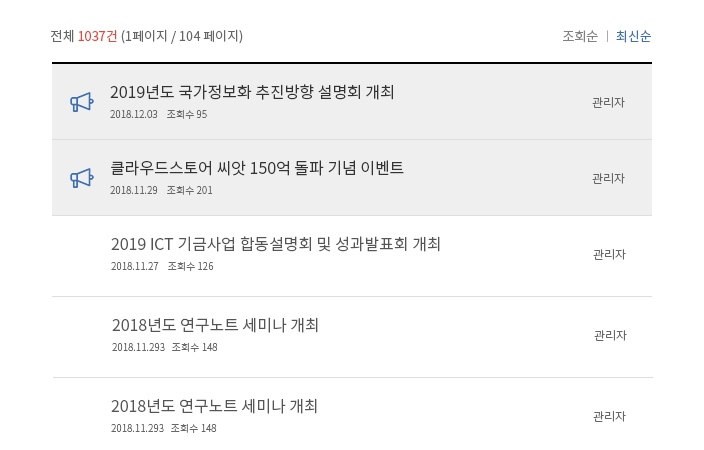 전체 1037건 (1페이지 / 104 페이지)
조회순 | 최신순
2019년도 국가정보화 추진방향 설명회 개최
2018.12.03 조회수 95
관리자
클라우드스토어 씨앗 150억 돌파 기념 이벤트
2018.11.29 조회수 201
관리자
2019 ICT 기금사업 합동설명회 및 성과발표회 개최
2018.11.27 조회수 126
관리자
2018년도 연구노트 세미나 개최
2018.11.293 조회수 148
관리자
2018년도 연구노트 세미나 개최
2018.11.293 조회수 148
관리자